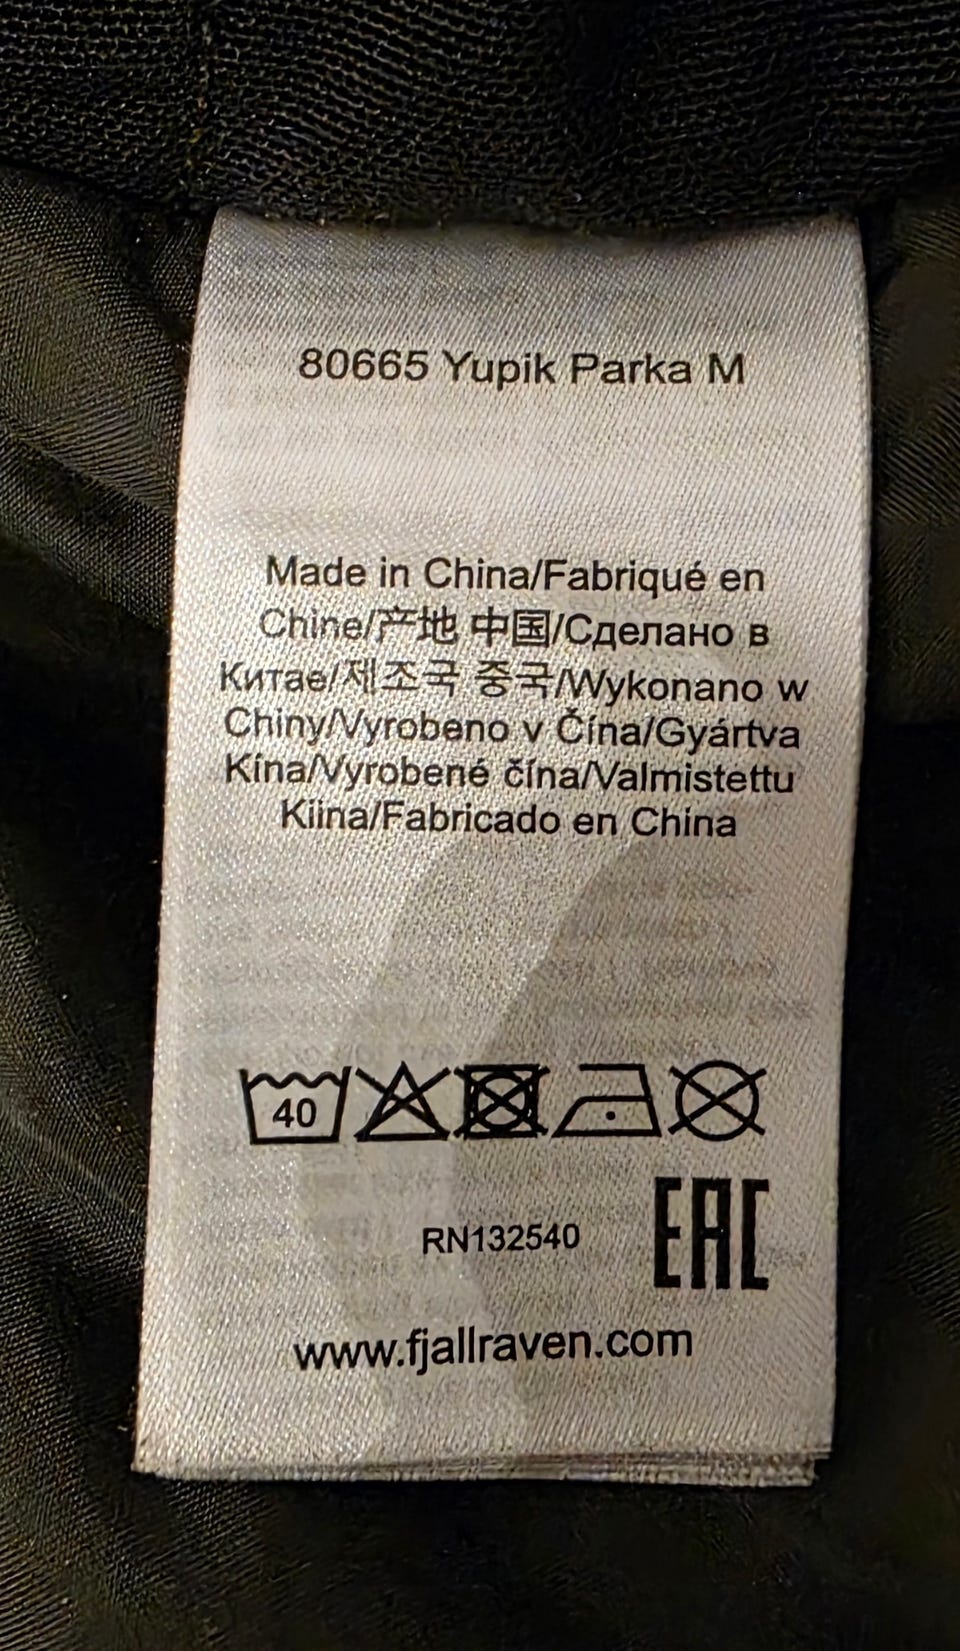 80665 Yupik Parka M
Made in China/Fabriqué en
Chine/产地 中国/Сделано в
Китае/제조국 중국/Wykonano w
Chiny/Vyrobeno v Čína/Gyártva
Kína/Vyrobené čína/Valmistettu
Kiina/Fabricado en China
40
RN132540
EAC
www.fjallraven.com